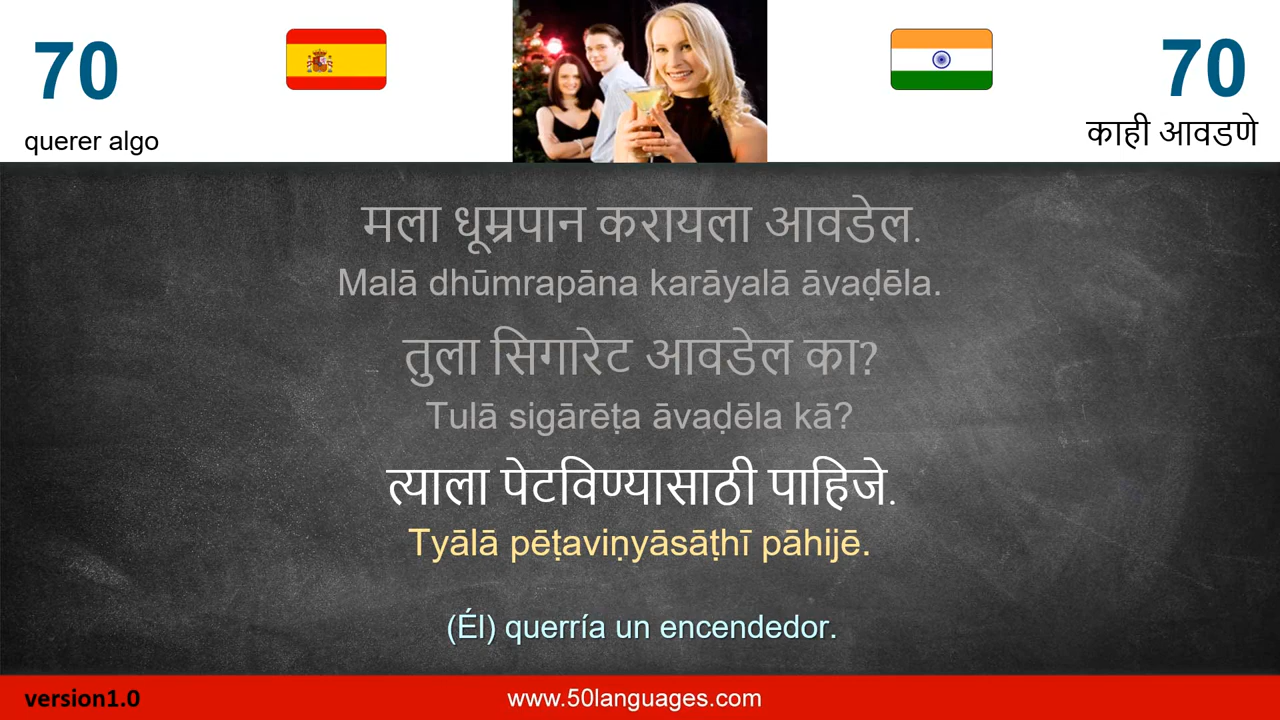 70
querer algo
70
काही आवडणे
मला धूम्रपान करायला आवडेल.
Malā dhūmrapāna karāyalā āvaḍēla.
तुला सिगारेट आवडेल का?
Tulā sigārēṭa āvaḍēla kā?
त्याला पेटविण्यासाठी पाहिजे.
Tyālā pēṭaviṇyāsāṭhī pāhijē.
(Él) querría un encendedor.
version1.0
www.50languages.com